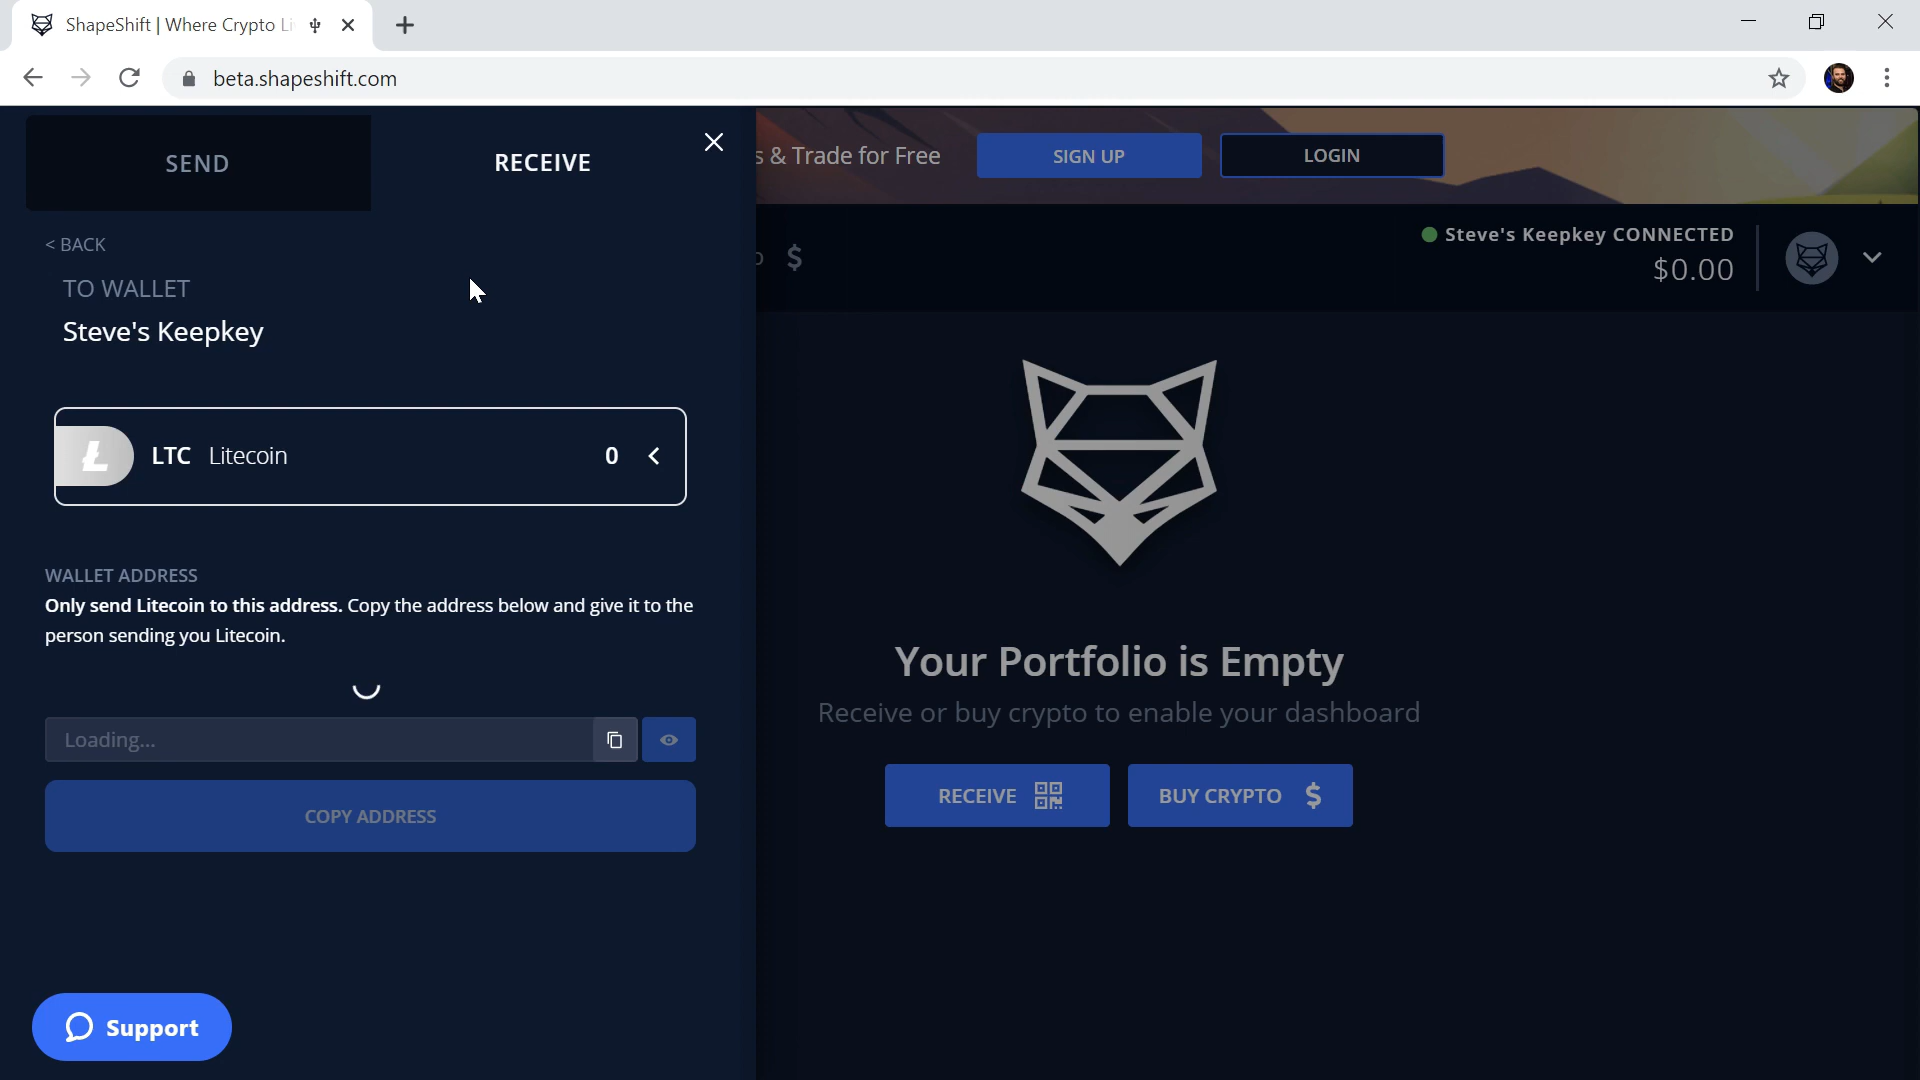 ShapeShift | Where Crypto Li
beta.shapeshift.com
SEND
RECEIVE
s & Trade for Free
SIGN UP
LOGIN
< BACK
Steve's Keepkey CONNECTED
$0.00
TO WALLET
Steve's Keepkey
LTC Litecoin 0
WALLET ADDRESS
Only send Litecoin to this address. Copy the address below and give it to the
person sending you Litecoin.
Loading...
COPY ADDRESS
Support
Your Portfolio is Empty
Receive or buy crypto to enable your dashboard
RECEIVE
BUY CRYPTO $